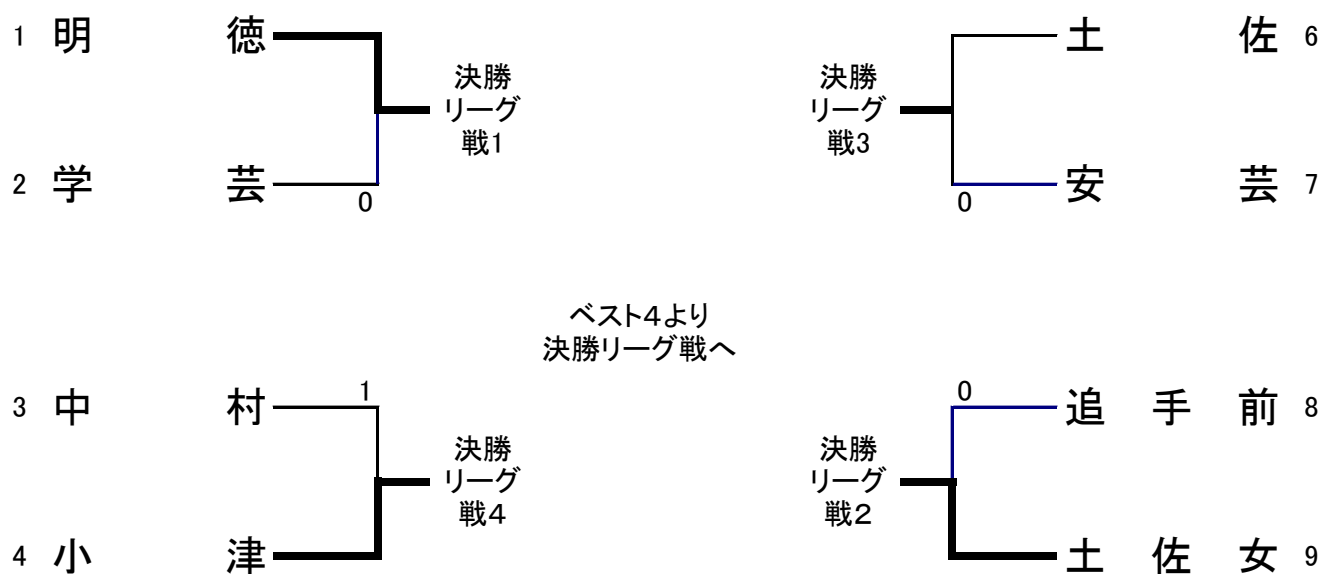 1 明 徳
決勝
リーグ
戦1
2 学 芸
0
土 佐 6
決勝
リーグ
戦3
安 芸 7
0
ベスト4より
決勝リーグ戦へ
3 中 村
1
決勝
リーグ
戦4
4 小 津
0
追 手 前 8
決勝
リーグ
戦2
土 佐 女 9